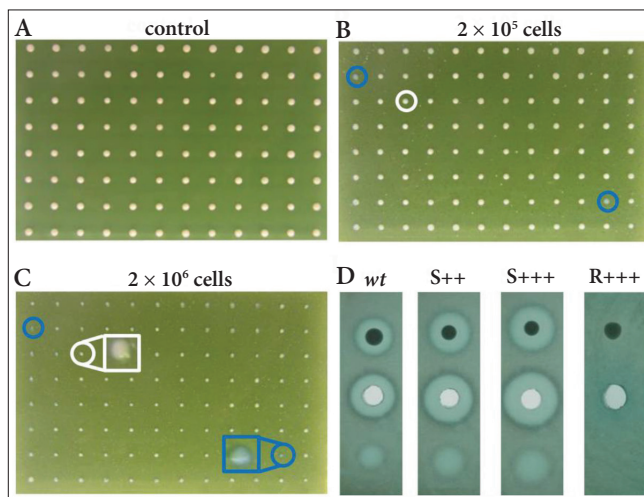 A control
B 2 × 10⁵ cells
C 2 × 10⁶ cells
D wt S++ S+++ R+++